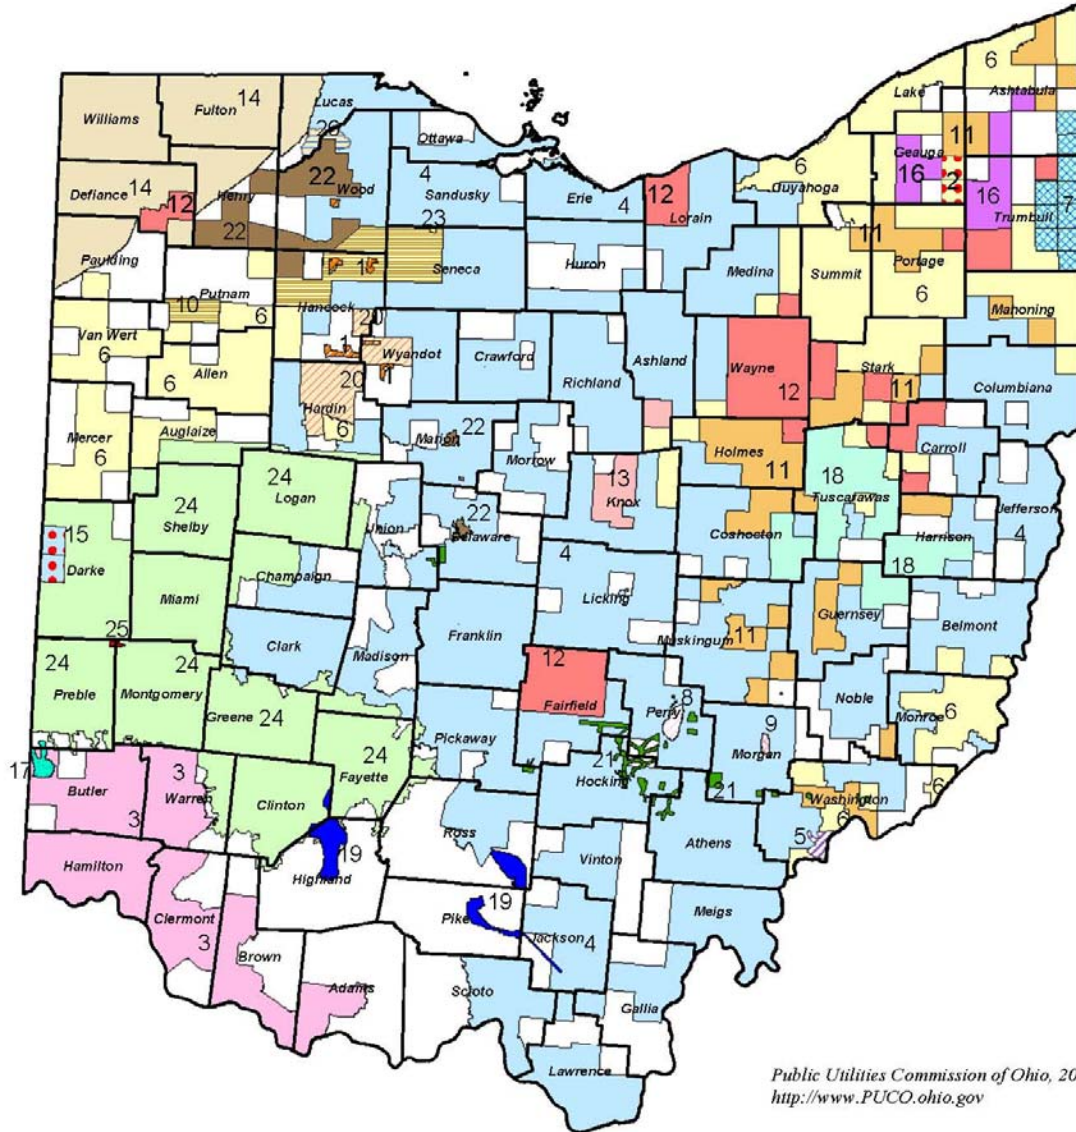 6
Lake
Ashtabula
Fulton 14
Williams
Lucas
Ottawa
11
Geauga
6
Cuyahoga
22
Wood
4
Sandusky
Defiance 14
12
Henry
Erie
4
12
Lorain
16
2
16
7
Trumbull
22
23
11
Paulding
1
Seneca
Huron
Medina
Summit
Portage
6
Putnam
Hancock
10
6
20
Mahoning
Van Wert
6
1
Wyandot
Crawford
Ashland
Wayne
12
Stark
11
Allen
6
1
Richland
Columbiana
20
Hardin
6
Mercer
6
Auglaize
Marion
22
Morrow
Holmes
11
Carroll
24
Logan
13
Knox
18
Tuscarawas
24
Shelby
Jefferson
4
15
Darke
Union
22
Delaware
Coshocton
Harrison
18
4
Champaign
Miami
Licking
Guernsey
Belmont
25
Clark
Franklin
Muskingum
11
24
Preble
24
Montgomery
Madison
12
Fairfield
Noble
Greene 24
Perry
8
Monroe
6
Pickaway
9
Morgan
24
Fayette
21
Hocking
21
17
3
Butler
3
Warren
Clinton
Washington
6
6
5
Ross
Athens
Vinton
Hamilton
19
Highland
Meigs
Clermont
3
19
Pike
Jackson
4
Brown
Adams
Scioto
Gallia
Lawrence
Public Utilities Commission of Ohio, 20
http://www.PUCO.ohio.gov